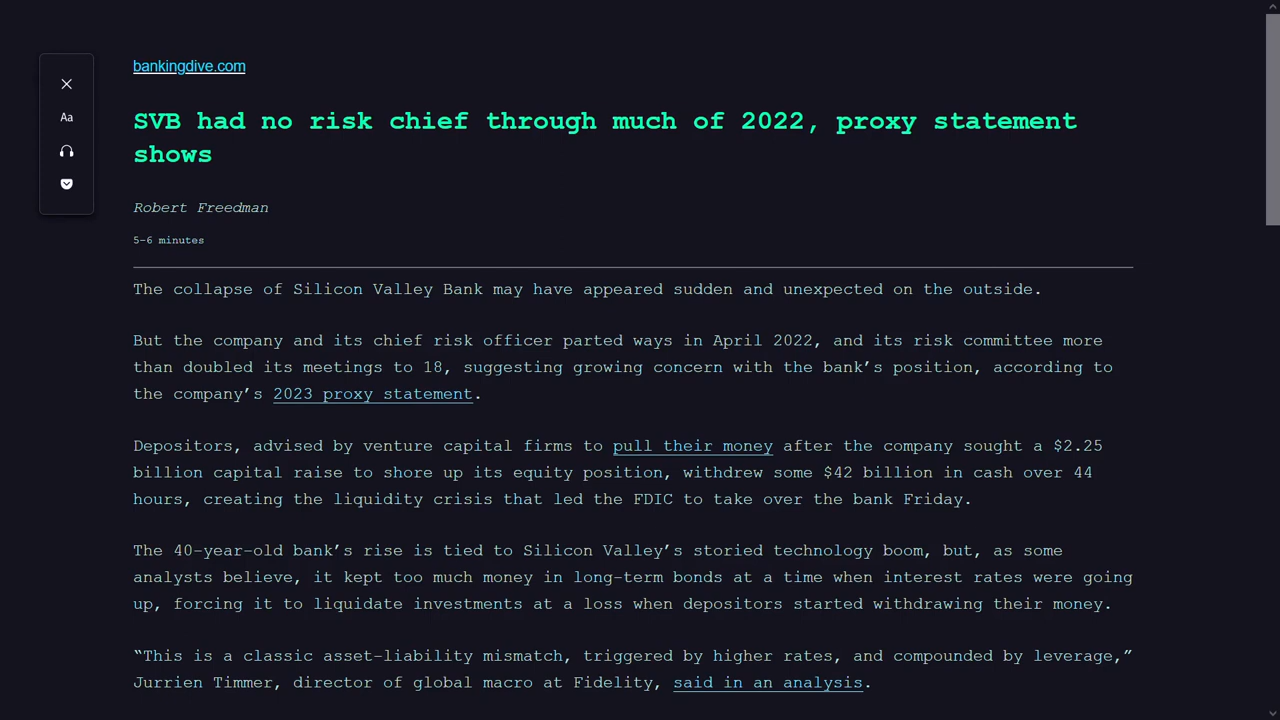 bankingdive.com
SVB had no risk chief through much of 2022, proxy statement
shows
Robert Freedman
5-6 minutes
Aa
The collapse of Silicon Valley Bank may have appeared sudden and unexpected on the outside.
But the company and its chief risk officer parted ways in April 2022, and its risk committee more
than doubled its meetings to 18, suggesting growing concern with the bank’s position, according to
the company’s 2023 proxy statement.
Depositors, advised by venture capital firms to pull their money after the company sought a $2.25
billion capital raise to shore up its equity position, withdrew some $42 billion in cash over 44
hours, creating the liquidity crisis that led the FDIC to take over the bank Friday.
The 40-year-old bank’s rise is tied to Silicon Valley’s storied technology boom, but, as some
analysts believe, it kept too much money in long-term bonds at a time when interest rates were going
up, forcing it to liquidate investments at a loss when depositors started withdrawing their money.
“This is a classic asset-liability mismatch, triggered by higher rates, and compounded by leverage,”
Jurrien Timmer, director of global macro at Fidelity, said in an analysis.